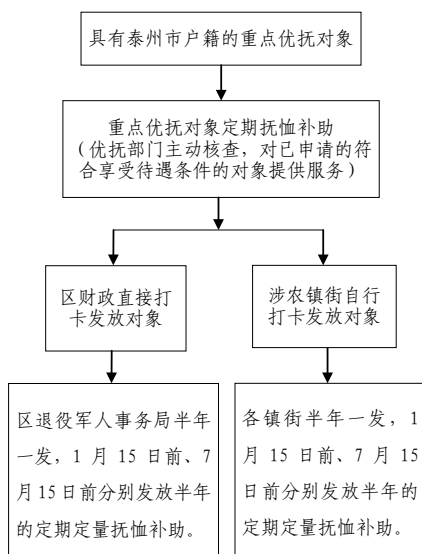 具有泰州市户籍的重点优抚对象
重点优抚对象定期抚恤补助
（优抚部门主动核查，对已申请的符
合享受待遇条件的对象提供服务）
区财政直接打
卡发放对象
涉农镇街自行
打卡发放对象
区退役军人事务局半年
一发，1 月 15 日前、7
月15日前分别发放半年
的定期定量抚恤补助。
各镇街半年一发，1
月 15 日前、7 月 15
日前分别发放半年的
定期定量抚恤补助。